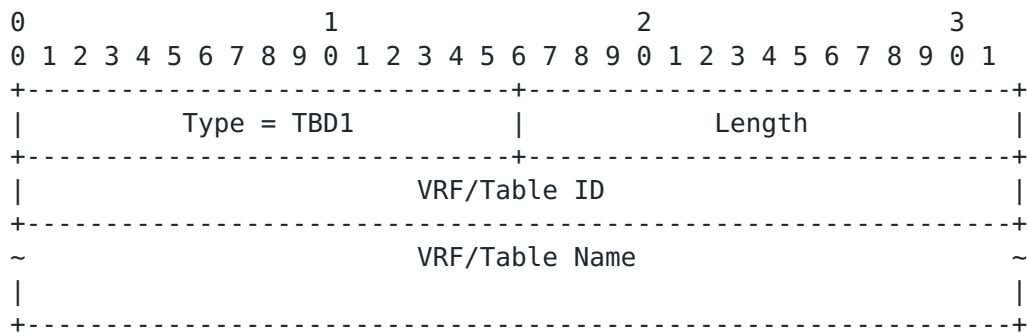 0                   1                   2                   3
0 1 2 3 4 5 6 7 8 9 0 1 2 3 4 5 6 7 8 9 0 1 2 3 4 5 6 7 8 9 0 1
+-------------------------------+-------------------------------+
|          Type = TBD1          |            Length             |
+-------------------------------+-------------------------------+
|                         VRF/Table ID                          |
+---------------------------------------------------------------+
~                         VRF/Table Name                        ~
|                                                               |
+---------------------------------------------------------------+